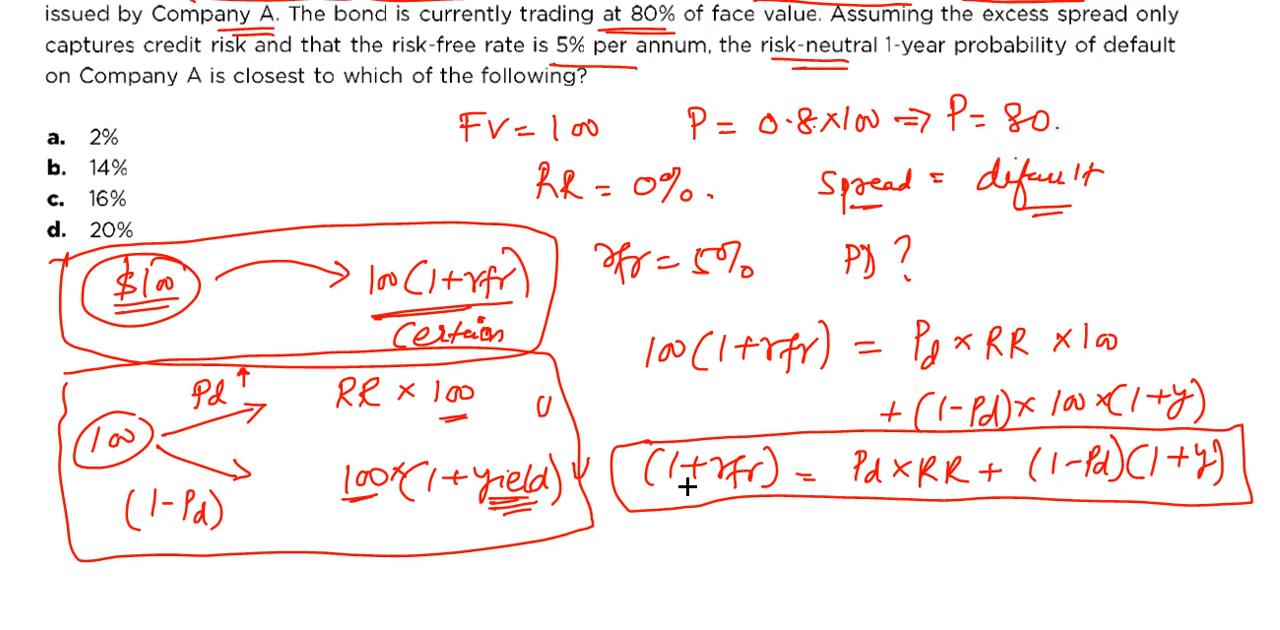 issued by Company A. The bond is currently trading at 80% of face value. Assuming the excess spread only
captures credit risk and that the risk-free rate is 5% per annum, the risk-neutral 1-year probability of default
on Company A is closest to which of the following?
a. 2%
b. 14%
c. 16%
d. 20%
FV = 100 P = 0.8 × 100 ⇒ P = 80.
RR = 0%. Spread = difault
rfr = 5% PD ?
$100 → 100(1+rfr)
Certain
100(1+rfr) = Pd × RR × 100
+ (1-Pd) × 100 × (1+y)
(1+rfr) = Pd × RR + (1-Pd)(1+y)
Pd ↑ RR × 100
100
(1-Pd) 100×(1+yield)